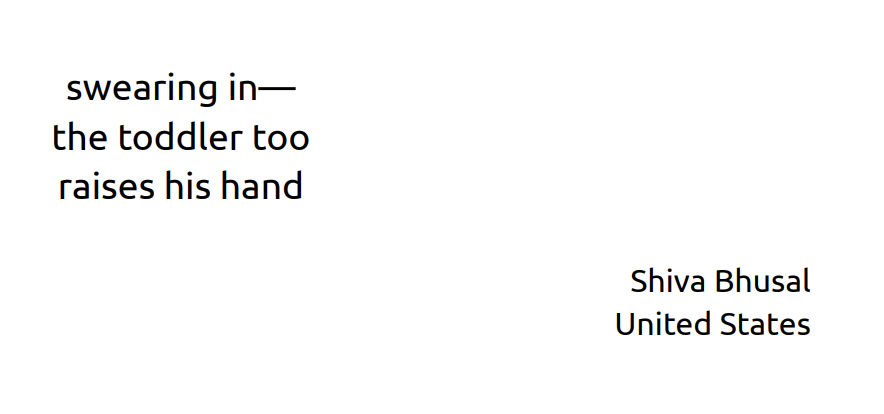 swearing in—
the toddler too
raises his hand
Shiva Bhusal
United States